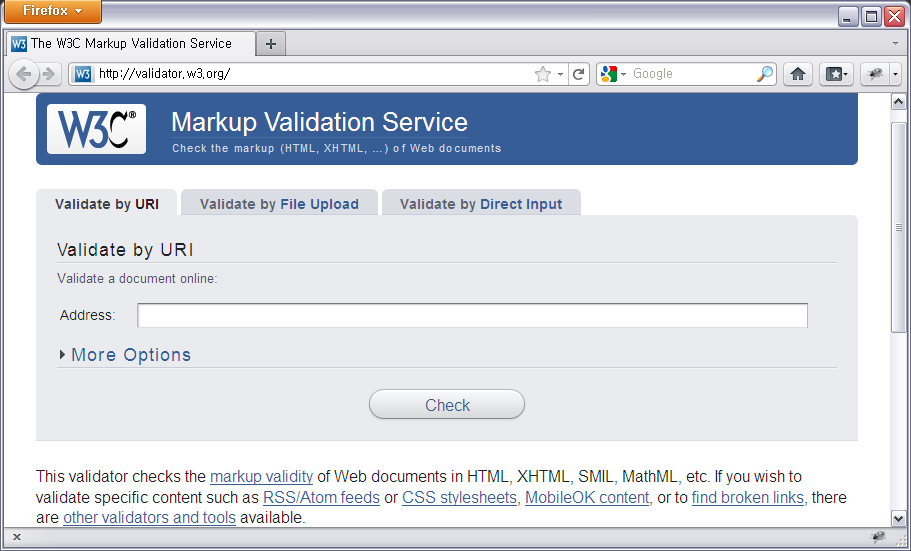 Firefox
The W3C Markup Validation Service
W3 http://validator.w3.org/
Google
W3C® Markup Validation Service
Check the markup (HTML, XHTML, ...) of Web documents
Validate by URI Validate by File Upload Validate by Direct Input
Validate by URI
Validate a document online:
Address:
More Options
Check
This validator checks the markup validity of Web documents in HTML, XHTML, SMIL, MathML, etc. If you wish to
validate specific content such as RSS/Atom feeds or CSS stylesheets, MobileOK content, or to find broken links, there
are other validators and tools available.